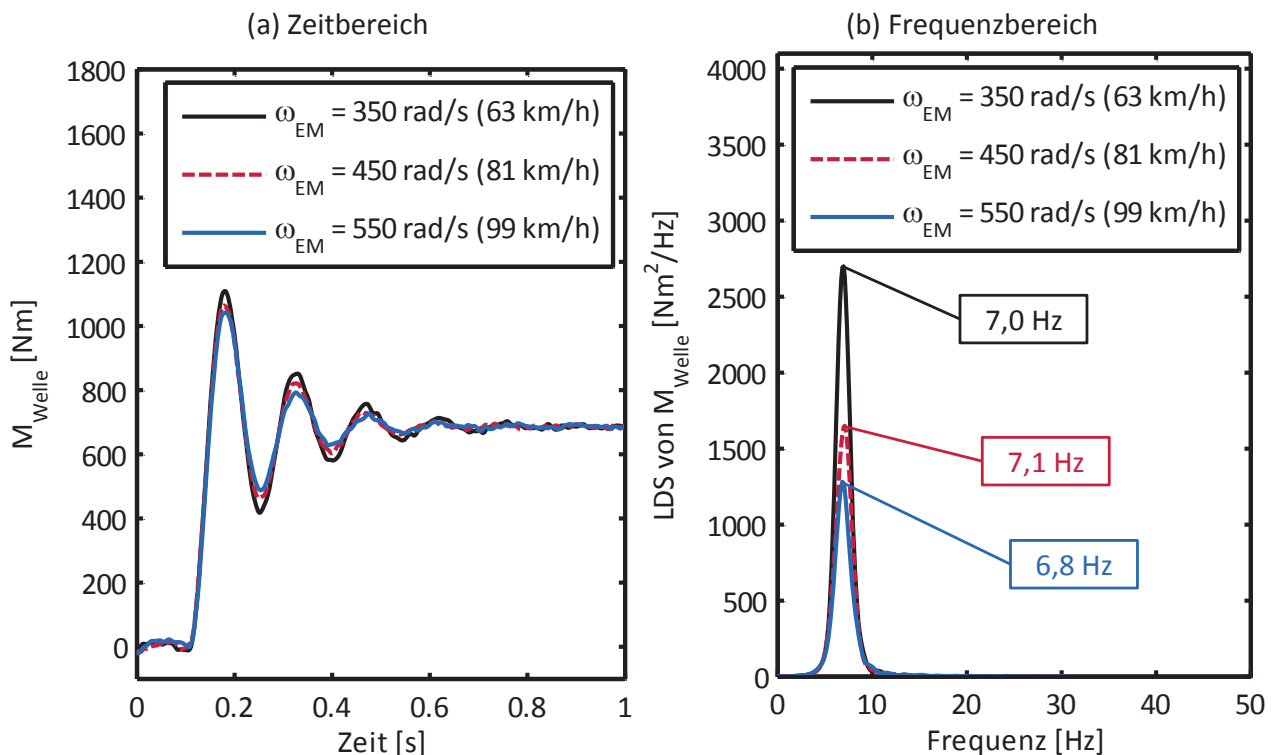 (a) Zeitbereich
1800
1600
1400
1200
1000
800
600
400
200
0
M_Welle [Nm]
ω_EM = 350 rad/s (63 km/h)
ω_EM = 450 rad/s (81 km/h)
ω_EM = 550 rad/s (99 km/h)
0 0.2 0.4 0.6 0.8 1
Zeit [s]
(b) Frequenzbereich
4000
3500
3000
2500
2000
1500
1000
500
0
LDS von M_Welle [Nm²/Hz]
ω_EM = 350 rad/s (63 km/h)
ω_EM = 450 rad/s (81 km/h)
ω_EM = 550 rad/s (99 km/h)
7,0 Hz
7,1 Hz
6,8 Hz
0 10 20 30 40 50
Frequenz [Hz]